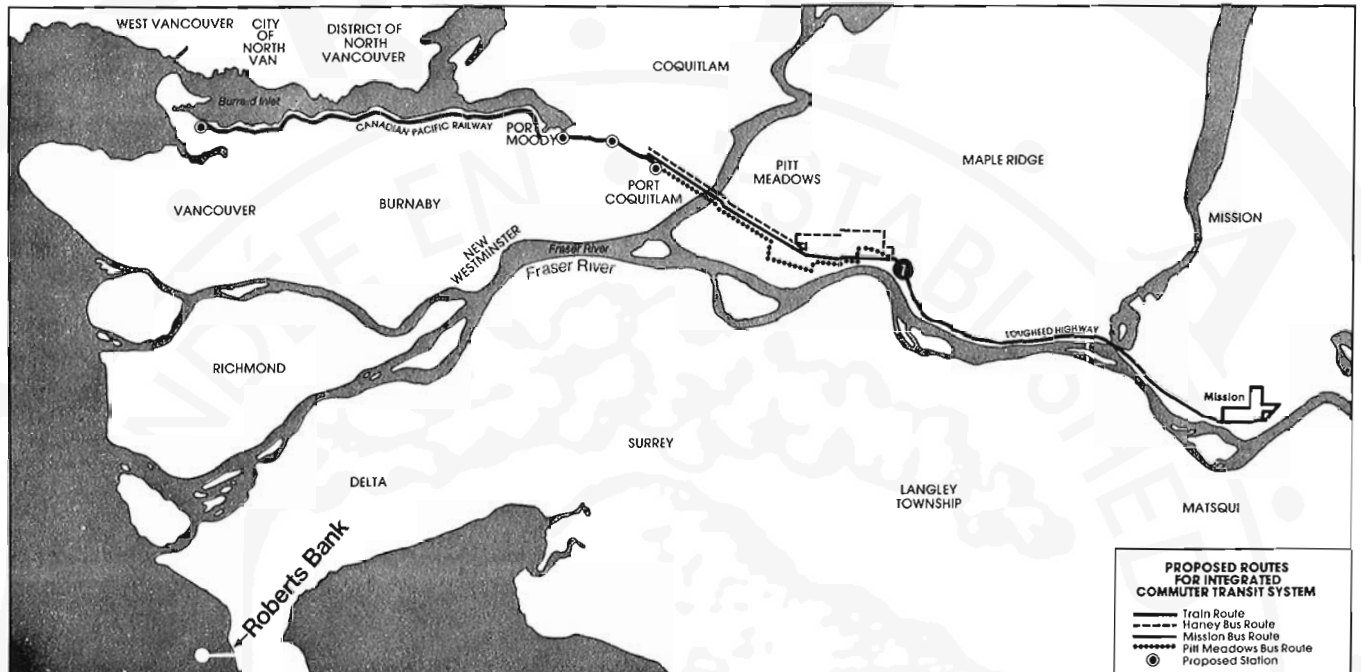 WEST VANCOUVER
CITY
OF
NORTH
VAN
DISTRICT OF
NORTH
VANCOUVER
COQUITLAM
Burrard Inlet
CANADIAN PACIFIC RAILWAY
PORT
MOODY
PITT
MEADOWS
MAPLE RIDGE
PORT
COQUITLAM
VANCOUVER
BURNABY
MISSION
NEW
WESTMINSTER
Fraser River
Fraser River
7
LOUGHEED HIGHWAY
RICHMOND
Mission
SURREY
DELTA
LANGLEY
TOWNSHIP
MATSQUI
Roberts Bank
PROPOSED ROUTES
FOR INTEGRATED
COMMUTER TRANSIT SYSTEM
Train Route
Haney Bus Route
Mission Bus Route
Pitt Meadows Bus Route
Proposed Station